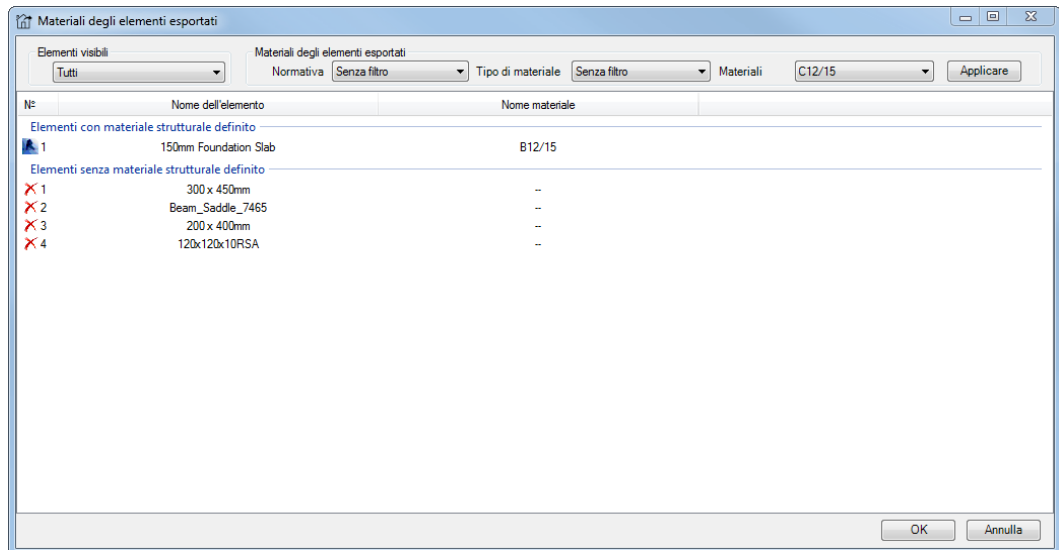 Materiali degli elementi esportati
Elementi visibili
Materiali degli elementi esportati
Tutti
Normativa Senza filtro Tipo di materiale Senza filtro Materiali C12/15 Applicare
Nº Nome dell'elemento Nome materiale
Elementi con materiale strutturale definito
1 150mm Foundation Slab B12/15
Elementi senza materiale strutturale definito
1 300 x 450mm --
2 Beam_Saddle_7465 --
3 200 x 400mm --
4 120x120x10RSA --
OK Annulla